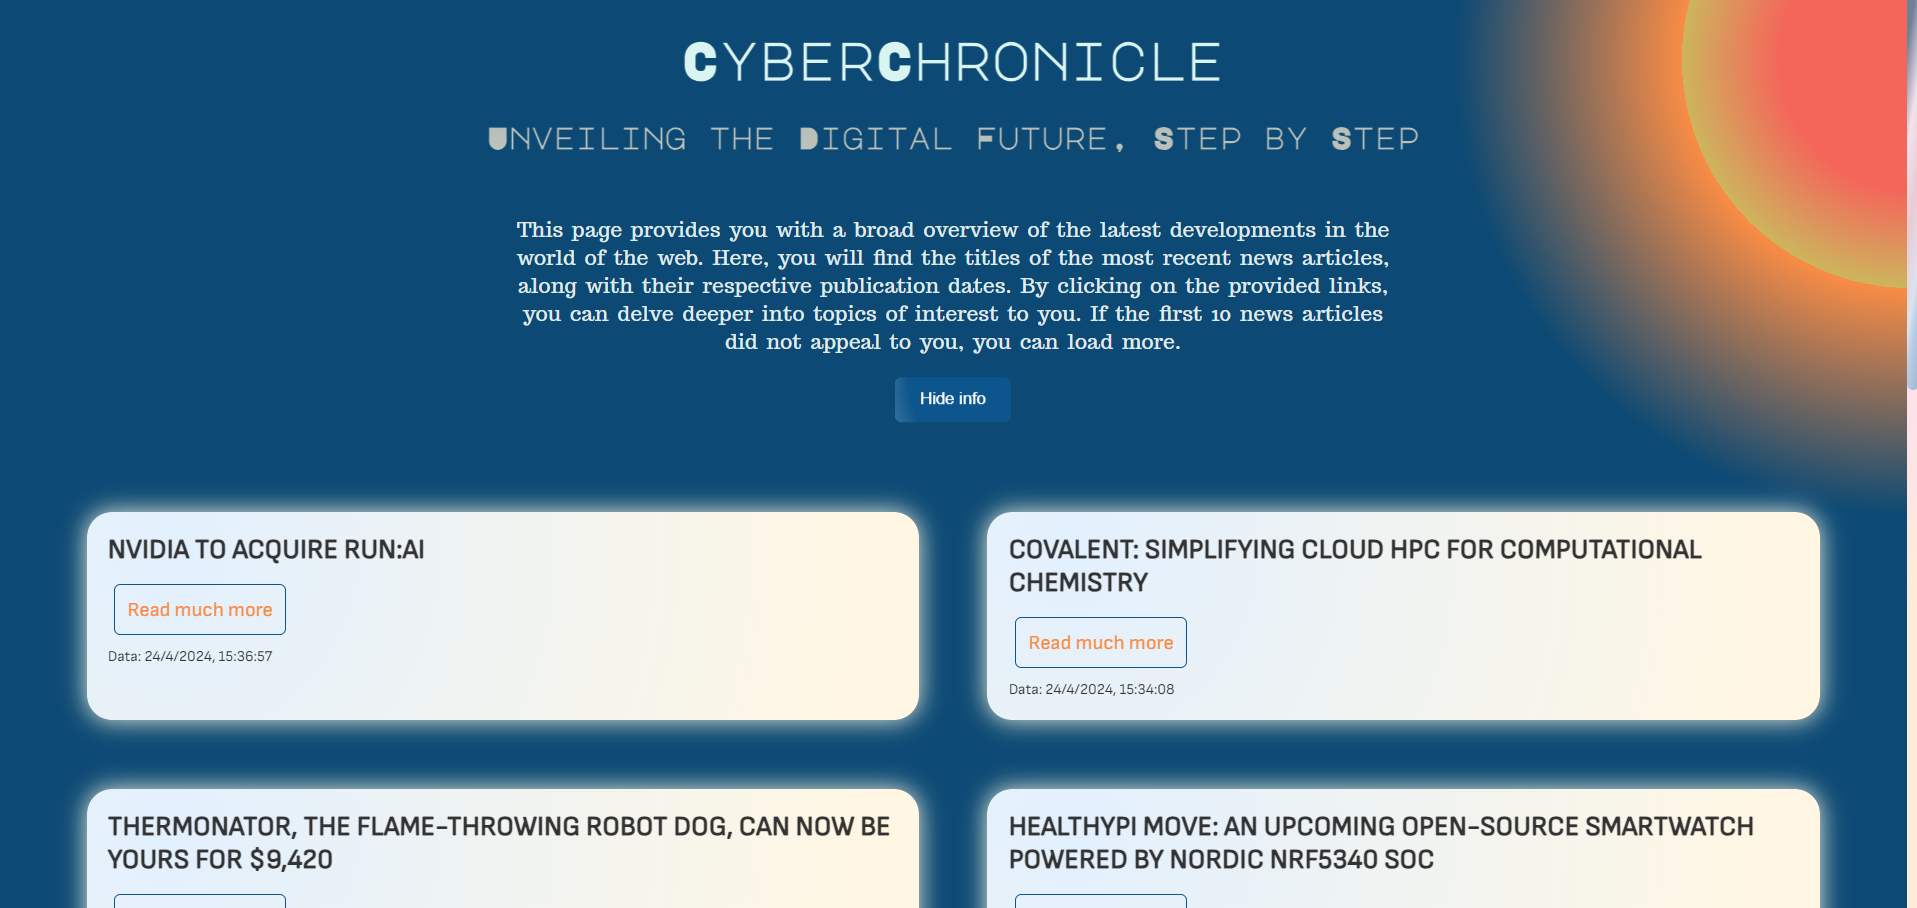 CyberChronicle
Unveiling the Digital Future, Step by Step
This page provides you with a broad overview of the latest developments in the
world of the web. Here, you will find the titles of the most recent news articles,
along with their respective publication dates. By clicking on the provided links,
you can delve deeper into topics of interest to you. If the first 10 news articles
did not appeal to you, you can load more.
Hide info
NVIDIA TO ACQUIRE RUN:AI
Read much more
Data: 24/4/2024, 15:36:57
COVALENT: SIMPLIFYING CLOUD HPC FOR COMPUTATIONAL
CHEMISTRY
Read much more
Data: 24/4/2024, 15:34:08
THERMONATOR, THE FLAME-THROWING ROBOT DOG, CAN NOW BE
YOURS FOR $9,420
HEALTHYPI MOVE: AN UPCOMING OPEN-SOURCE SMARTWATCH
POWERED BY NORDIC NRF5340 SOC